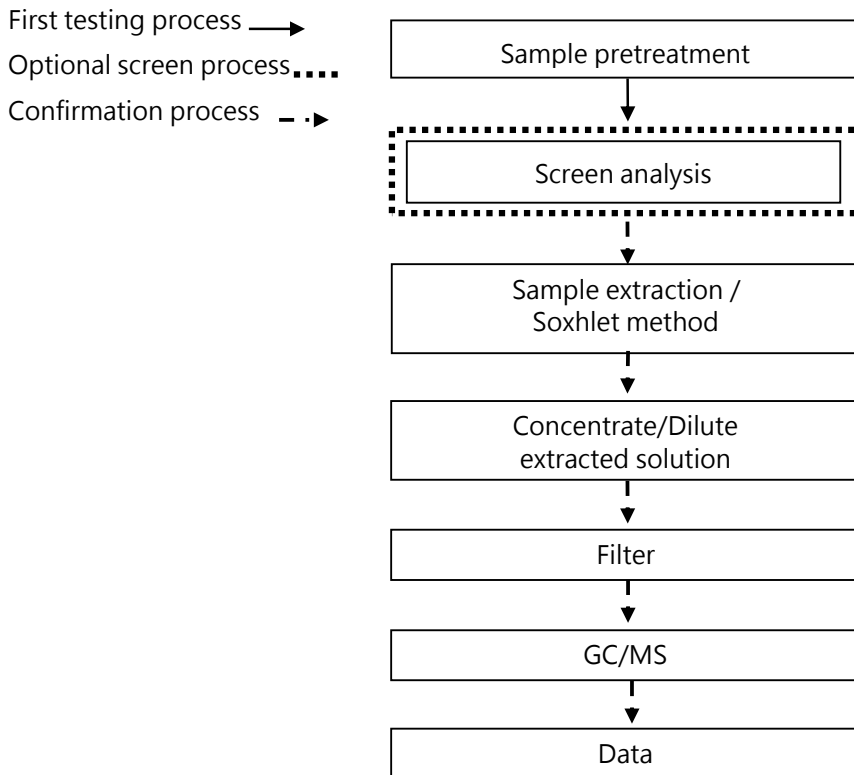 First testing process
Optional screen process
Confirmation process
Sample pretreatment
Screen analysis
Sample extraction /
Soxhlet method
Concentrate/Dilute
extracted solution
Filter
GC/MS
Data